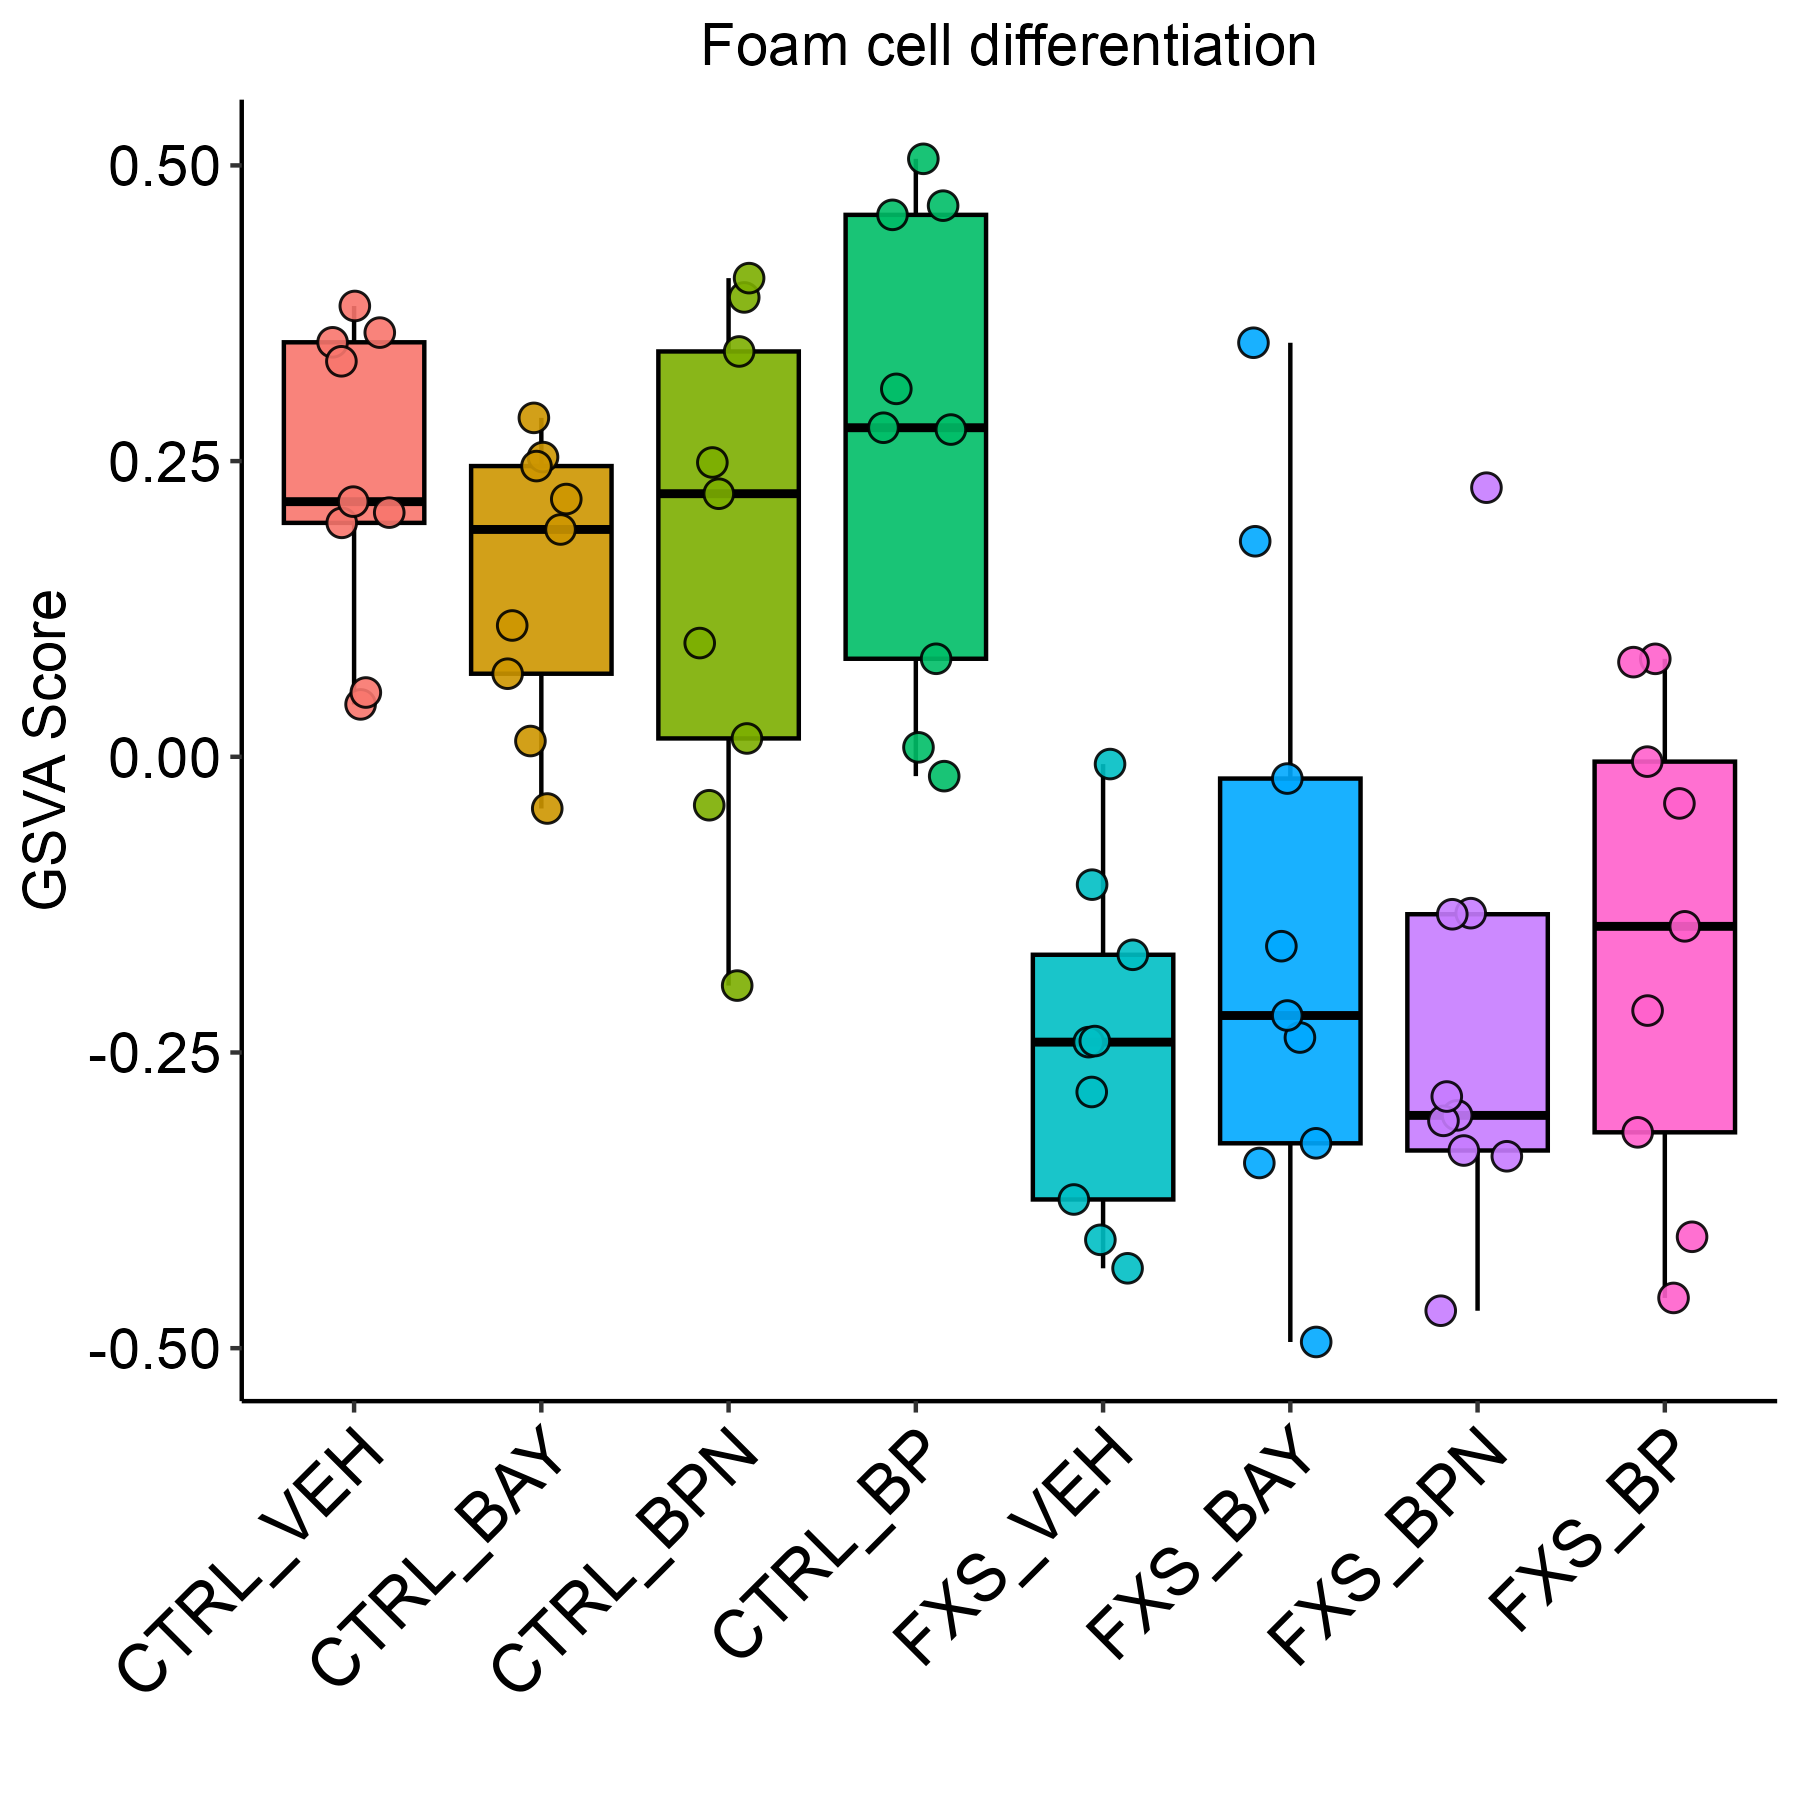 Foam cell differentiation
GSVA Score
0.50
0.25
0.00
-0.25
-0.50
CTRL_VEH
CTRL_BAY
CTRL_BPN
CTRL_BP
FXS_VEH
FXS_BAY
FXS_BPN
FXS_BP